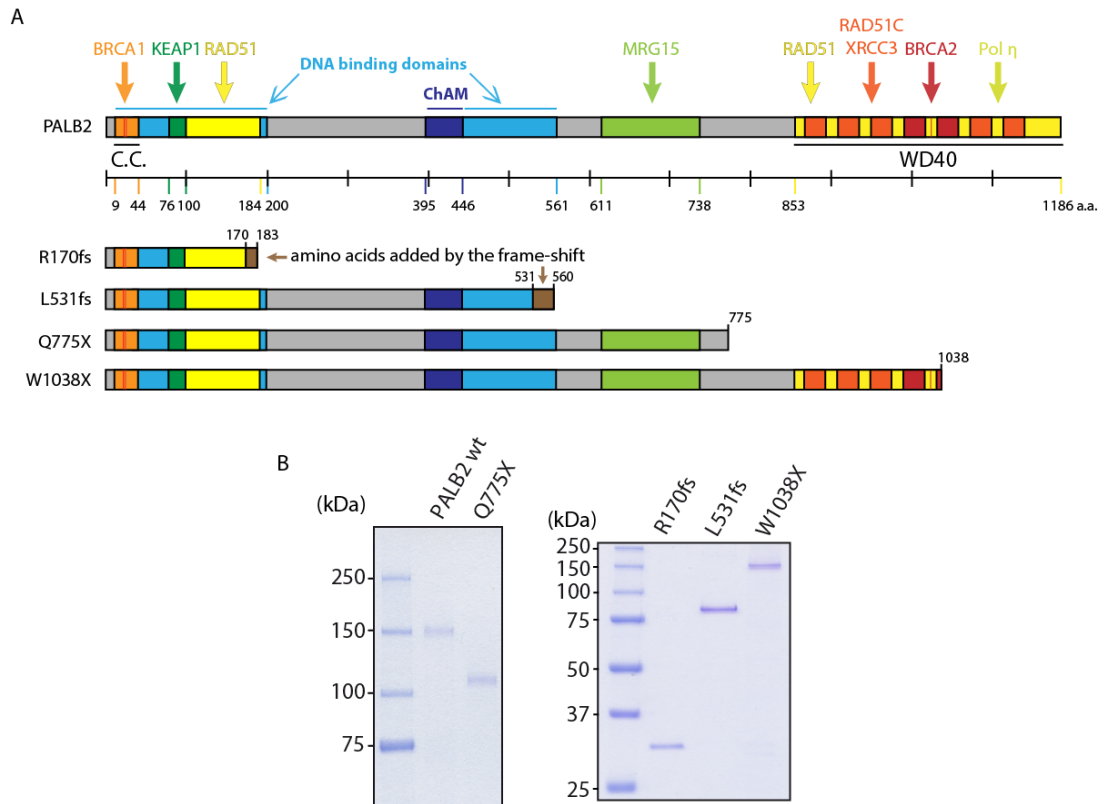 A
RAD51C
BRCA1 KEAP1 RAD51 MRG15 RAD51 XRCC3 BRCA2 Pol η
DNA binding domains
ChAM
PALB2
C.C. WD40
9 44 76 100 184 200 395 446 561 611 738 853 1186 a.a.
170 183
R170fs amino acids added by the frame-shift
531 560
L531fs
775
Q775X
1038
W1038X
B
(kDa) PALB2 wt Q775X
250
150
100
75
(kDa) R170fs L531fs W1038X
250
150
100
75
50
37
25